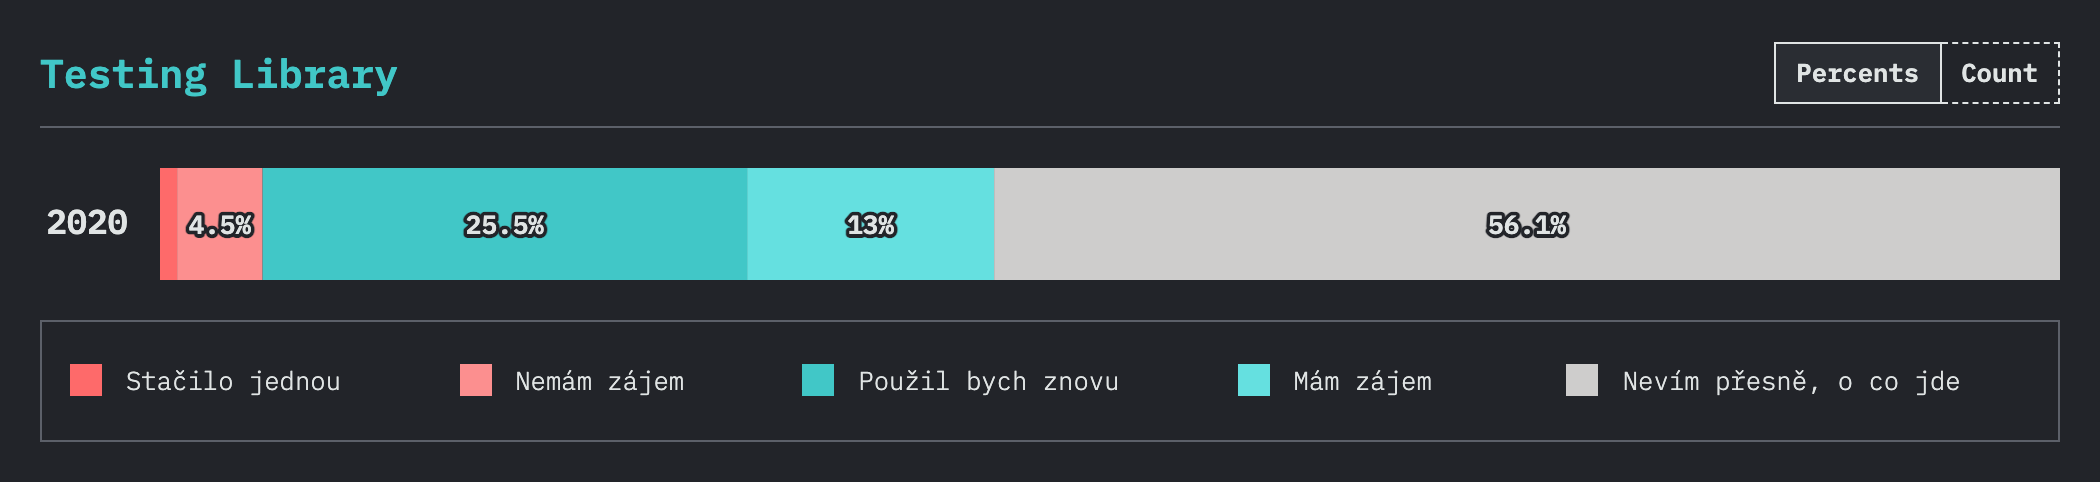 Testing Library
Percents Count
2020 4.5% 25.5% 13% 56.1%
Stačilo jednou Nemám zájem Použil bych znovu Mám zájem Nevím přesně, o co jde